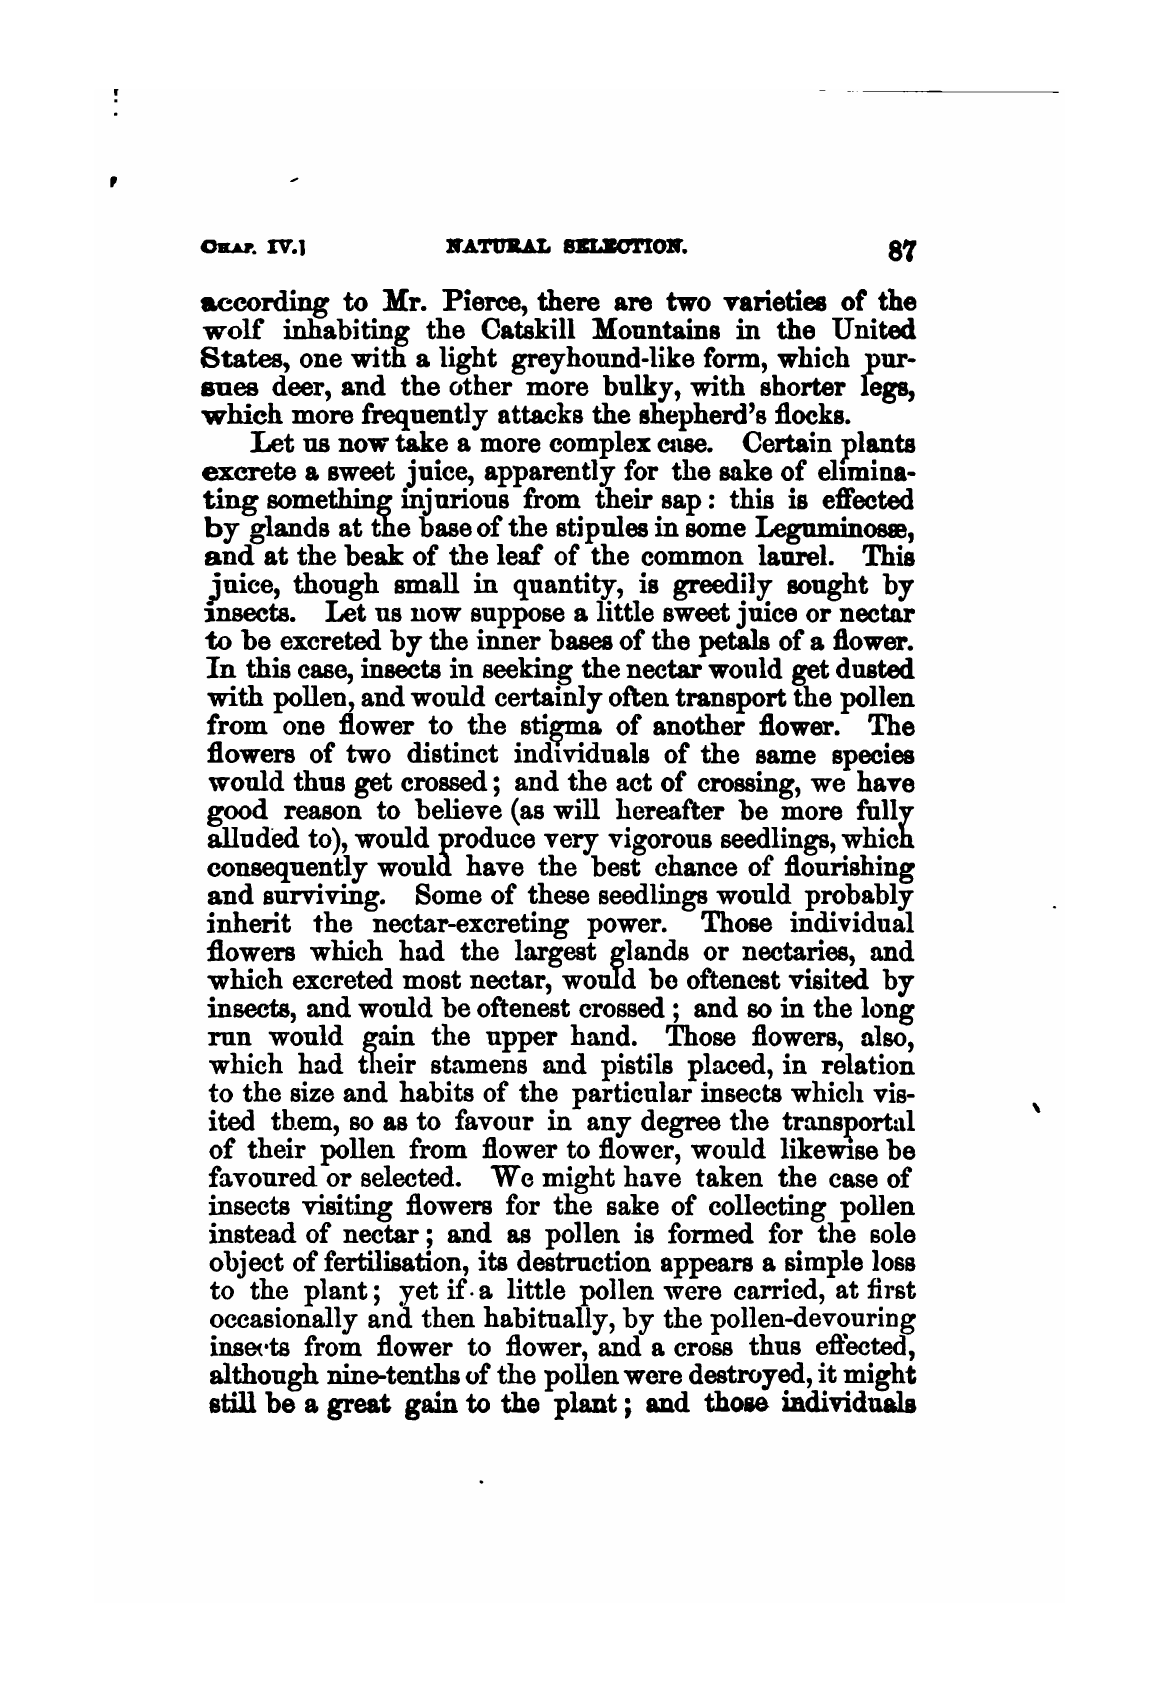 CHAP. IV.] NATURAL SELECTION. 87
according to Mr. Pierce, there are two varieties of the
wolf inhabiting the Catskill Mountains in the United
States, one with a light greyhound-like form, which pur-
sues deer, and the other more bulky, with shorter legs,
which more frequently attacks the shepherd's flocks.
Let us now take a more complex case. Certain plants
excrete a sweet juice, apparently for the sake of elimina-
ting something injurious from their sap: this is effected
by glands at the base of the stipules in some Leguminosæ,
and at the beak of the leaf of the common laurel. This
juice, though small in quantity, is greedily sought by
insects. Let us now suppose a little sweet juice or nectar
to be excreted by the inner bases of the petals of a flower.
In this case, insects in seeking the nectar would get dusted
with pollen, and would certainly often transport the pollen
from one flower to the stigma of another flower. The
flowers of two distinct individuals of the same species
would thus get crossed; and the act of crossing, we have
good reason to believe (as will hereafter be more fully
alluded to), would produce very vigorous seedlings, which
consequently would have the best chance of flourishing
and surviving. Some of these seedlings would probably
inherit the nectar-excreting power. Those individual
flowers which had the largest glands or nectaries, and
which excreted most nectar, would be oftenest visited by
insects, and would be oftenest crossed; and so in the long
run would gain the upper hand. Those flowers, also,
which had their stamens and pistils placed, in relation
to the size and habits of the particular insects which vis-
ited them, so as to favour in any degree the transportal
of their pollen from flower to flower, would likewise be
favoured or selected. We might have taken the case of
insects visiting flowers for the sake of collecting pollen
instead of nectar; and as pollen is formed for the sole
object of fertilisation, its destruction appears a simple loss
to the plant; yet if a little pollen were carried, at first
occasionally and then habitually, by the pollen-devouring
insects from flower to flower, and a cross thus effected,
although nine-tenths of the pollen were destroyed, it might
still be a great gain to the plant; and those individuals